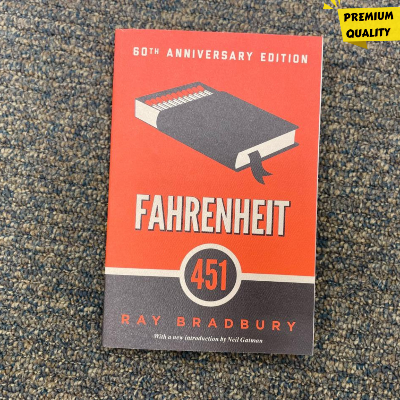 PREMIUM
QUALITY
60TH ANNIVERSARY EDITION
FAHRENHEIT
451
RAY BRADBURY
With a new introduction by Neil Gaiman